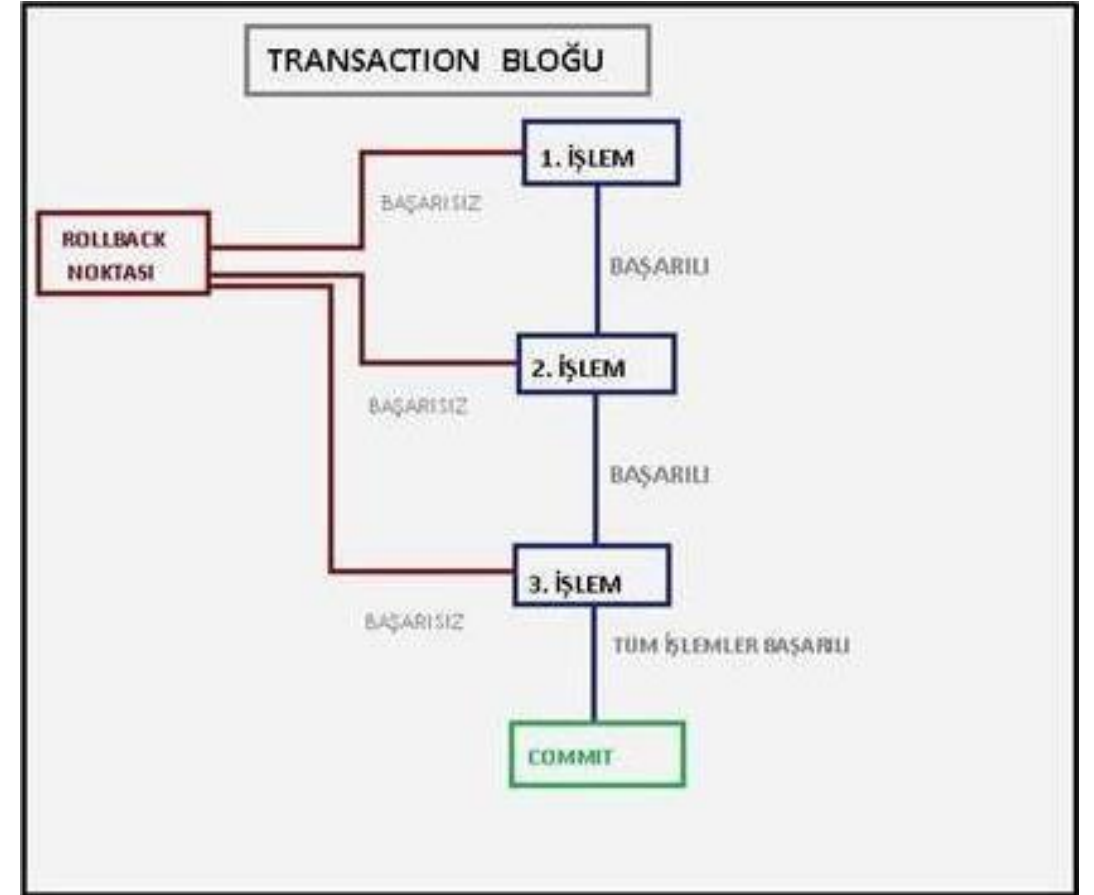 TRANSACTION BLOĞU
1. İŞLEM
BAŞARISIZ
ROLLBACK
NOKTASI
BAŞARILI
2. İŞLEM
BAŞARISIZ
BAŞARILI
3. İŞLEM
BAŞARISIZ
TÜM İŞLEMLER BAŞARILI
COMMIT